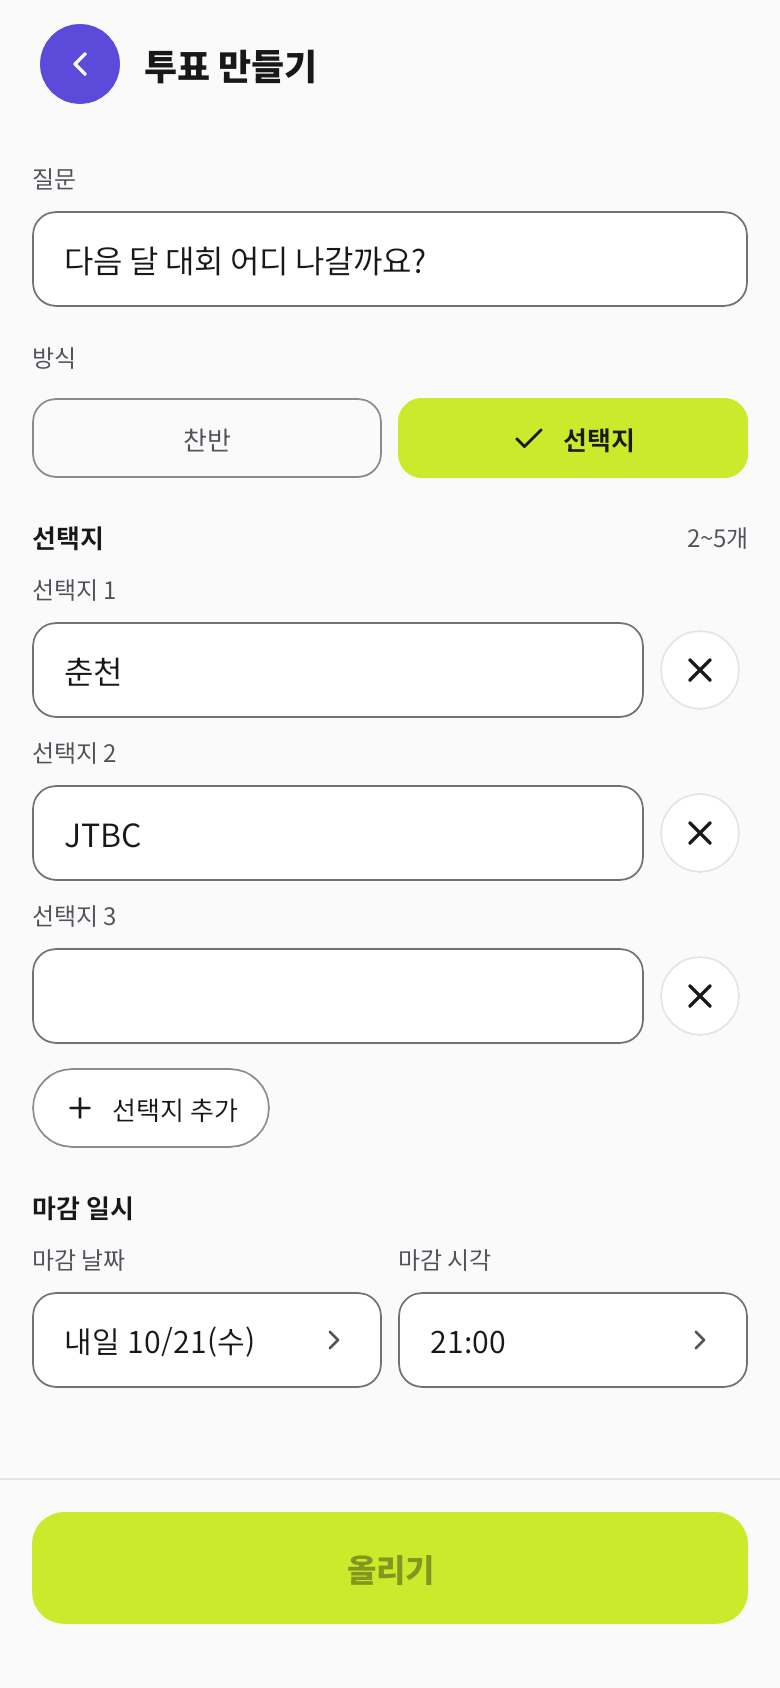 투표 만들기
질문
다음 달 대회 어디 나갈까요?
방식
찬반
선택지
선택지 2~5개
선택지 1
춘천
선택지 2
JTBC
선택지 3
선택지 추가
마감 일시
마감 날짜 마감 시각
내일 10/21(수) 21:00
올리기